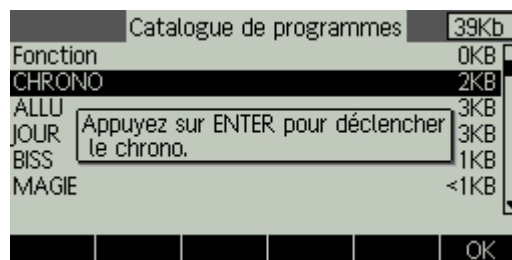 Catalogue de programmes 39Kb
Fonction 0KB
CHRONO 2KB
ALLU 3KB
JOUR 3KB
BISS 1KB
MAGIE <1KB
Appuyez sur ENTER pour déclencher
le chrono.
OK